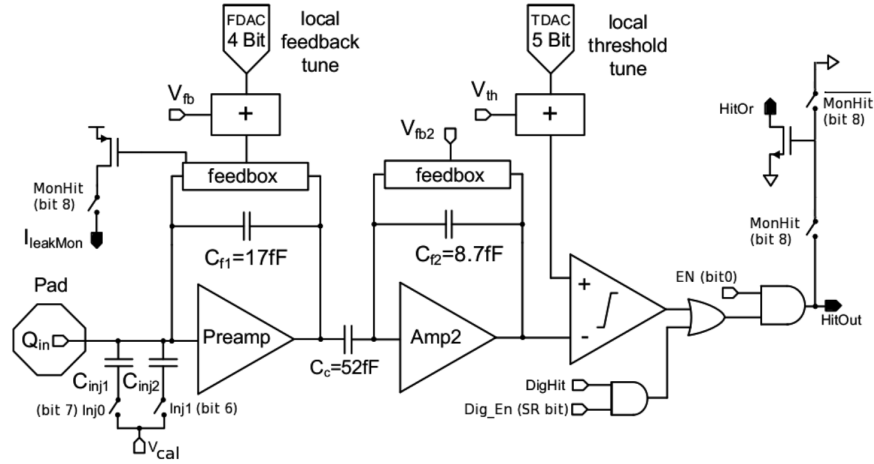 FDAC
4 Bit
local
feedback
tune
TDAC
5 Bit
local
threshold
tune
V_fb
+
V_th
+
V_fb2
HitOr
MonHit
(bit 8)
feedbox
feedbox
MonHit
(bit 8)
I_leakMon
C_f1=17fF
C_f2=8.7fF
MonHit
(bit 8)
EN (bit0)
Pad
Q_in
Preamp
Amp2
+
-
HitOut
C_c=52fF
C_inj1
C_inj2
(bit 7) Inj0
Inj1 (bit 6)
V_cal
DigHit
Dig_En (SR bit)